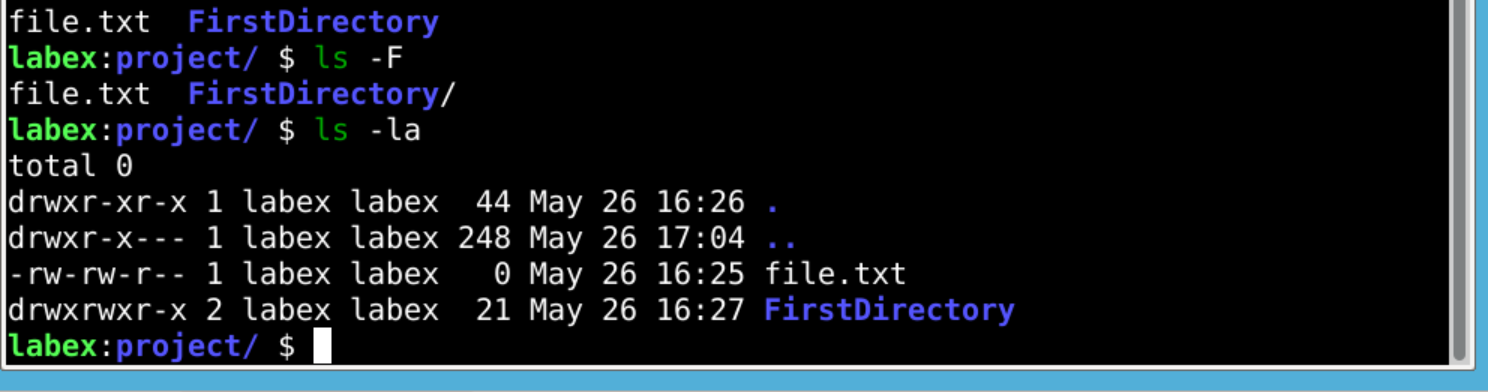 file.txt  FirstDirectory
labex:project/ $ ls -F
file.txt  FirstDirectory/
labex:project/ $ ls -la
total 0
drwxr-xr-x 1 labex labex  44 May 26 16:26 .
drwxr-x--- 1 labex labex 248 May 26 17:04 ..
-rw-rw-r-- 1 labex labex   0 May 26 16:25 file.txt
drwxrwxr-x 2 labex labex  21 May 26 16:27 FirstDirectory
labex:project/ $